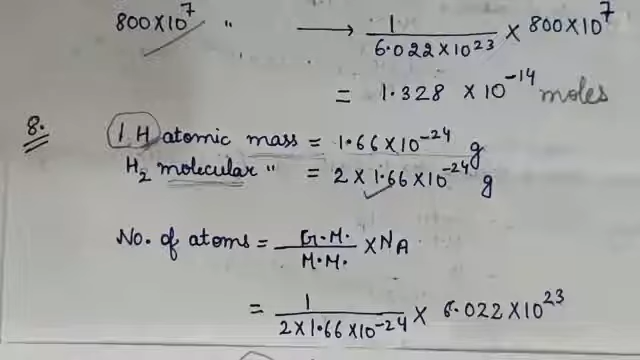 800×10⁷ " ⟶ 1/6.022×10²³ × 800×10⁷
= 1.328 × 10⁻¹⁴ moles
8. 1 H atomic mass = 1.66×10⁻²⁴ g
H₂ molecular " = 2 × 1.66×10⁻²⁴ g
No. of atoms = G.M./M.M. × NA
= 1/2×1.66×10⁻²⁴ × 6.022×10²³